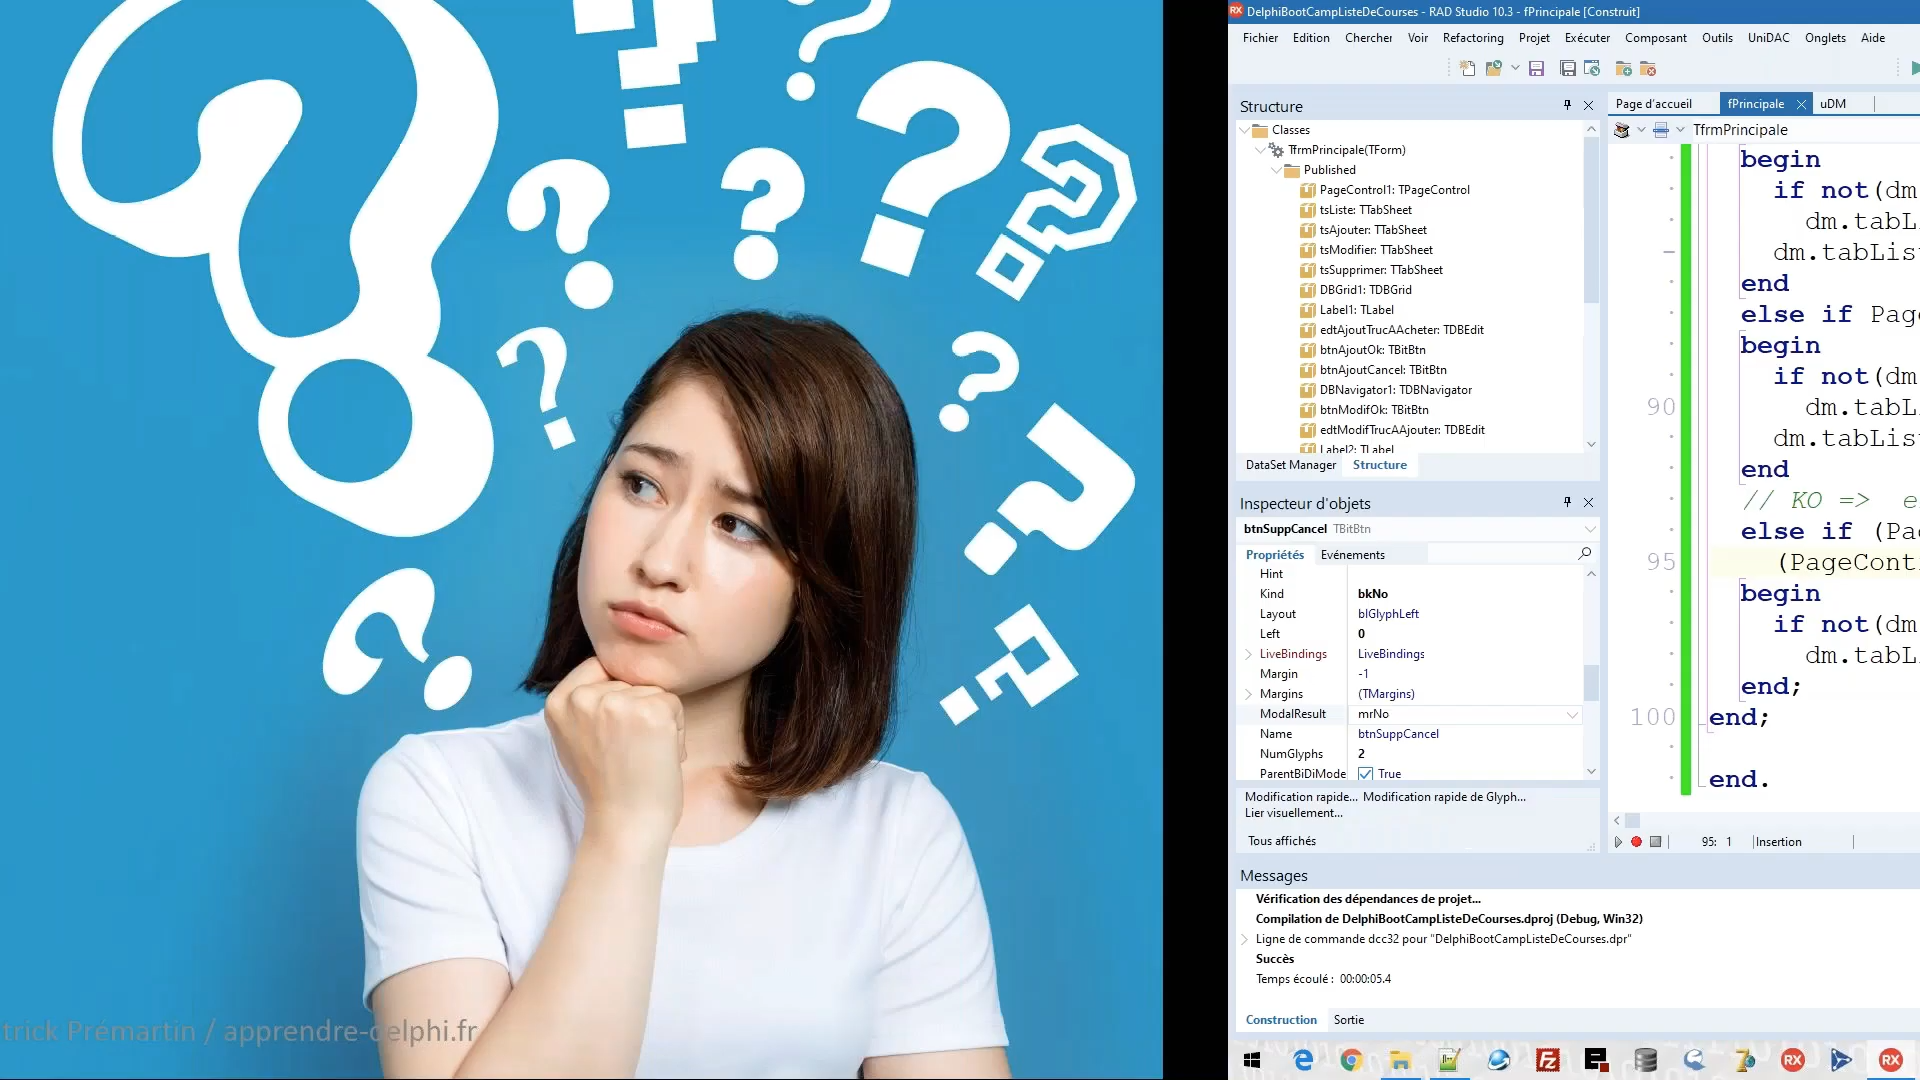 DelphiBootCampListeDeCourses - RAD Studio 10.3 - fPrincipale [Construit]
Fichier Edition Chercher Voir Refactoring Projet Exécuter Composant Outils UniDAC Onglets Aide
Structure
Classes
TfrmPrincipale(TForm)
Published
PageControl1: TPageControl
tsListe: TTabSheet
tsAjouter: TTabSheet
tsModifier: TTabSheet
tsSupprimer: TTabSheet
DBGrid1: TDBGrid
Label1: TLabel
edtAjoutTrucAAcheter: TDBEdit
btnAjoutOk: TBitBtn
btnAjoutCancel: TBitBtn
DBNavigator1: TDBNavigator
btnModifOk: TBitBtn
edtModifTrucAAjouter: TDBEdit
Label2: TLabel
DataSet Manager Structure
Inspecteur d'objets
btnSuppCancel TBitBtn
Propriétés Evénements
Hint
Kind bkNo
Layout blGlyphLeft
Left 0
LiveBindings LiveBindings
Margin -1
Margins (TMargins)
ModalResult mrNo
Name btnSuppCancel
NumGlyphs 2
ParentBiDiMode True
Modification rapide... Modification rapide de Glyph...
Lier visuellement...
Tous affichés
Page d'accueil fPrincipale uDM
TfrmPrincipale
begin
if not(dm
dm.tabL
dm.tabLis
end
else if Pag
begin
if not(dm
90 dm.tabL
dm.tabLis
end
// KO => e
else if (Pa
95 (PageCont
begin
if not(dm
dm.tabL
end;
100 end;
end.
95: 1 Insertion
Messages
Vérification des dépendances de projet...
Compilation de DelphiBootCampListeDeCourses.dproj (Debug, Win32)
Ligne de commande dcc32 pour "DelphiBootCampListeDeCourses.dpr"
Succès
Temps écoulé : 00:00:05.4
Construction Sortie
trick Prémartin / apprendre-delphi.fr